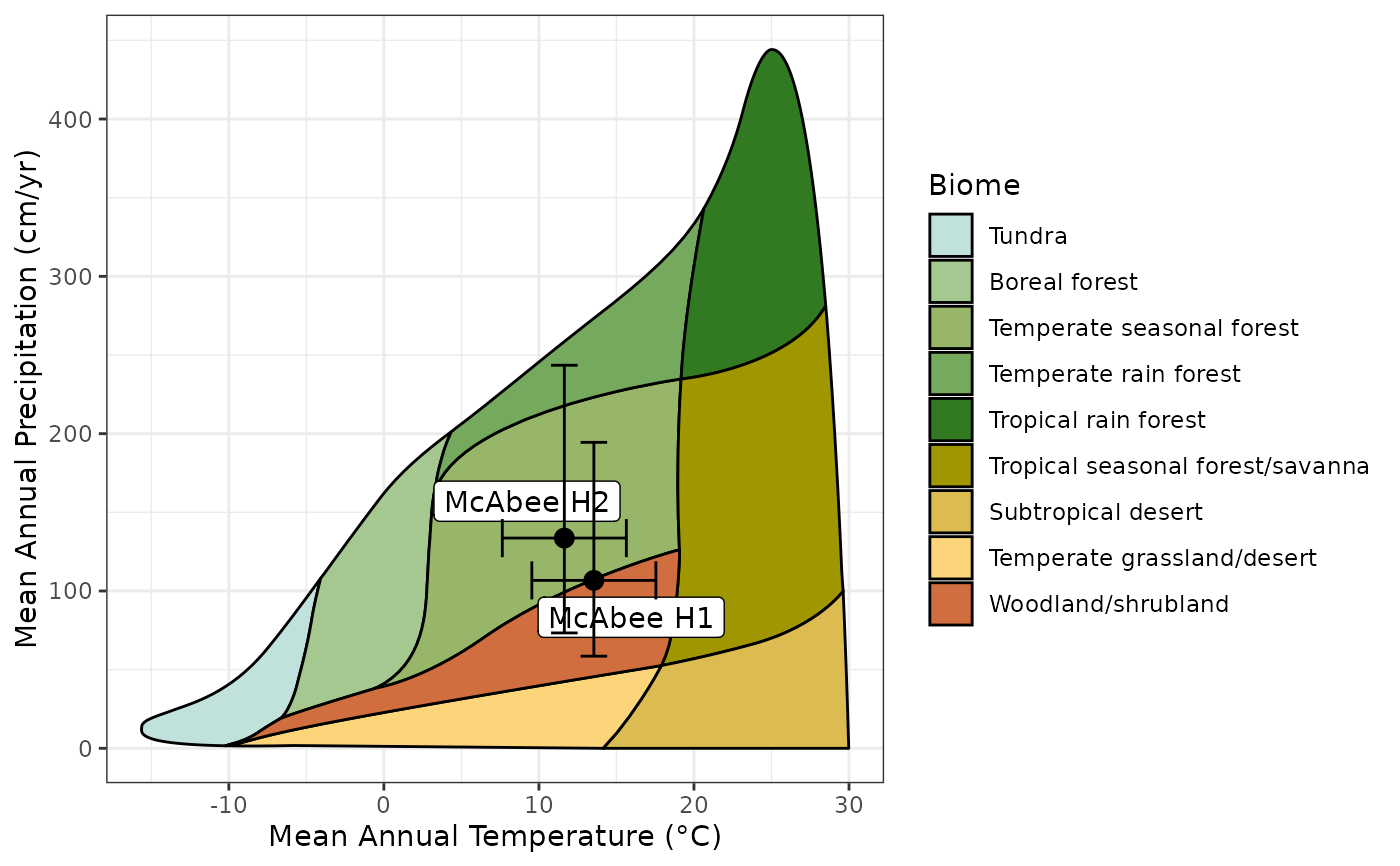 Mean Annual Precipitation (cm/yr)
400
300
200
100
0
McAbee H2
McAbee H1
-10 0 10 20 30
Mean Annual Temperature (°C)
Biome
Tundra
Boreal forest
Temperate seasonal forest
Temperate rain forest
Tropical rain forest
Tropical seasonal forest/savanna
Subtropical desert
Temperate grassland/desert
Woodland/shrubland